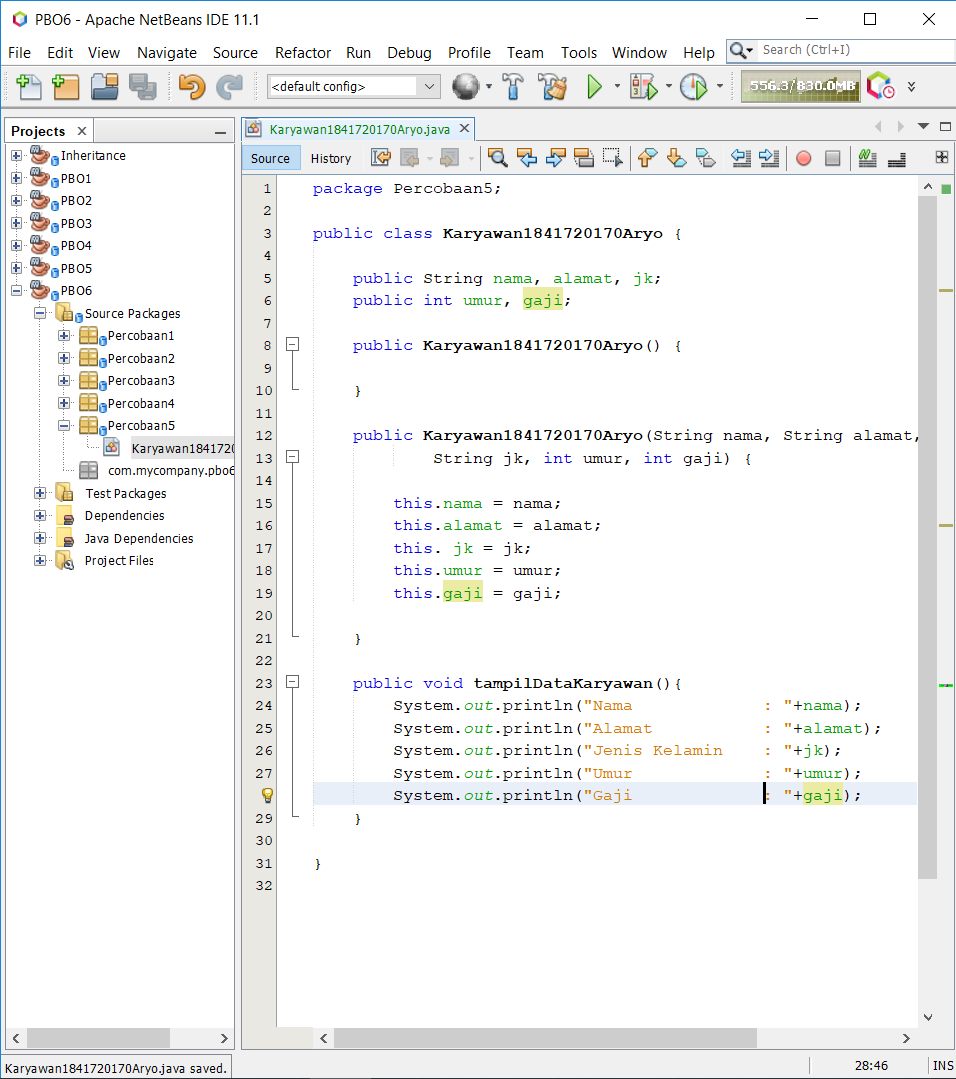 PBO6 - Apache NetBeans IDE 11.1
File Edit View Navigate Source Refactor Run Debug Profile Team Tools Window Help Search (Ctrl+I)
<default config> 556.3/830.0MB
Projects
Inheritance
PBO1
PBO2
PBO3
PBO4
PBO5
PBO6
Source Packages
Percobaan1
Percobaan2
Percobaan3
Percobaan4
Percobaan5
Karyawan184172
com.mycompany.pbo6
Test Packages
Dependencies
Java Dependencies
Project Files
Karyawan1841720170Aryo.java
Source History
1 package Percobaan5;
2
3 public class Karyawan1841720170Aryo {
4
5 public String nama, alamat, jk;
6 public int umur, gaji;
7
8 public Karyawan1841720170Aryo() {
9
10 }
11
12 public Karyawan1841720170Aryo(String nama, String alamat,
13 String jk, int umur, int gaji) {
14
15 this.nama = nama;
16 this.alamat = alamat;
17 this. jk = jk;
18 this.umur = umur;
19 this.gaji = gaji;
20
21 }
22
23 public void tampilDataKaryawan(){
24 System.out.println("Nama : "+nama);
25 System.out.println("Alamat : "+alamat);
26 System.out.println("Jenis Kelamin : "+jk);
27 System.out.println("Umur : "+umur);
System.out.println("Gaji : "+gaji);
29 }
30
31 }
32
Karyawan1841720170Aryo.java saved.
28:46 INS